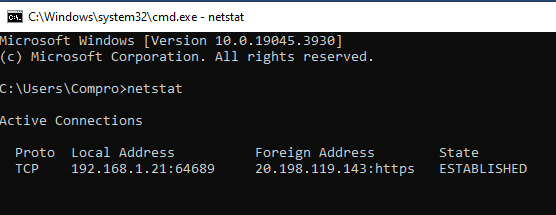 C:\Windows\system32\cmd.exe - netstat
Microsoft Windows [Version 10.0.19045.3930]
(c) Microsoft Corporation. All rights reserved.
C:\Users\Compro>netstat
Active Connections
Proto  Local Address          Foreign Address        State
TCP    192.168.1.21:64689     20.198.119.143:https   ESTABLISHED